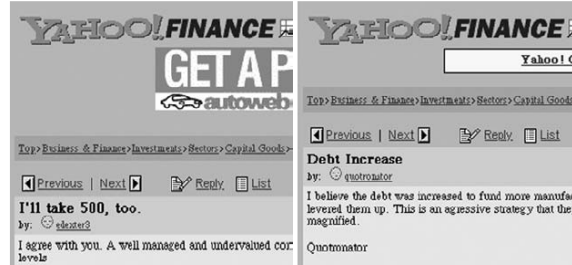 YAHOO! FINANCE
GET A P
autoweb
Top>Business & Finance>Investments>Sectors>Capital Goods>
Previous | Next Reply List
I'll take 500, too.
by: edexter3
I agree with you. A well managed and undervalued cor
levels
YAHOO! FINANCE
Yahoo! C
Top>Business & Finance>Investments>Sectors>Capital Goods
Previous | Next Reply List
Debt Increase
by: quotronator
I believe the debt was increased to fund more manufac
levered them up. This is an agressive strategy that the
magnified.
Quotronator